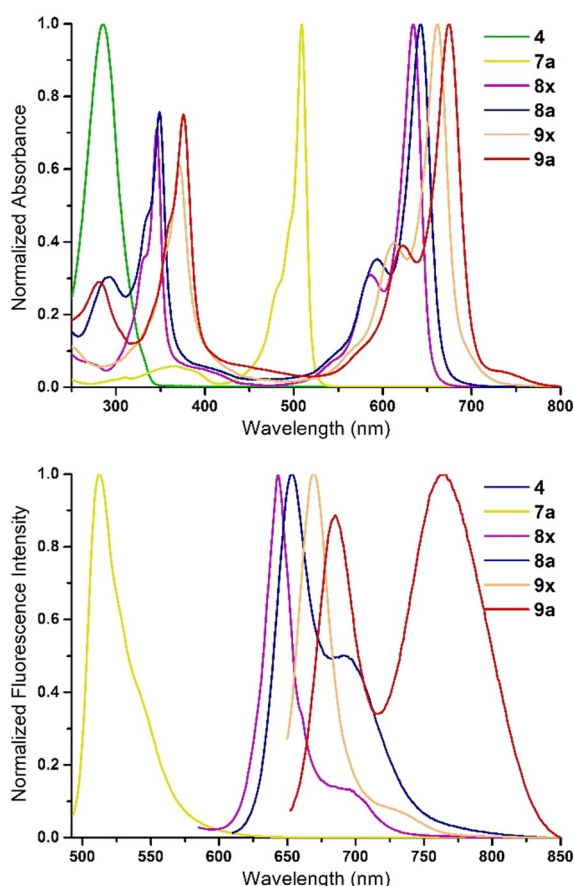 4
7a
8x
8a
9x
9a
1.0
0.8
0.6
0.4
0.2
0.0
Normalized Absorbance
300 400 500 600 700 800
Wavelength (nm)
4
7a
8x
8a
9x
9a
1.0
0.8
0.6
0.4
0.2
0.0
Normalized Fluorescence Intensity
500 550 600 650 700 750 800 850
Wavelength (nm)